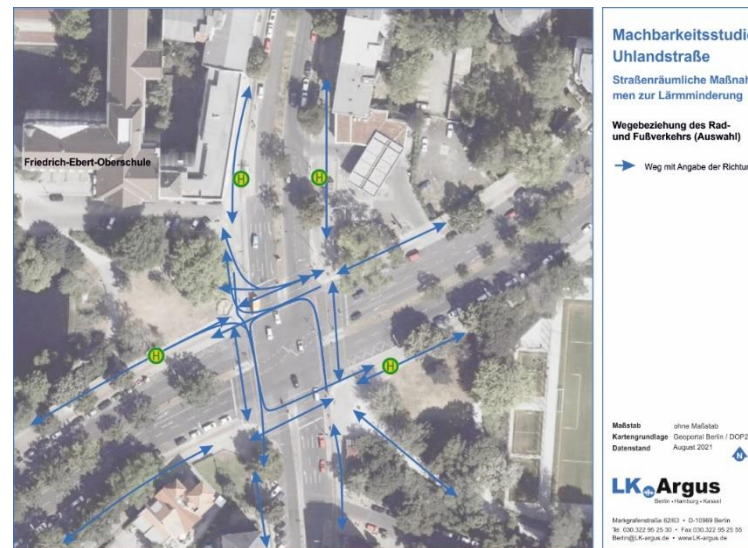 Friedrich-Ebert-Oberschule
H
H
H
H
Machbarkeitsstudie
Uhlandstraße
Straßenräumliche Maßnah
men zur Lärmminderung
Wegebeziehung des Rad-
und Fußverkehrs (Auswahl)
Weg mit Angabe der Richtun
Maßstab ohne Maßstab
Kartengrundlage Geoportal Berlin / DOP2
Datenstand August 2021
N
LK Argus
Berlin • Hamburg • Kassel
Markgrafenstraße 62/63 • D-10969 Berlin
Tel. 030.322 95 25 30 • Fax 030.322 95 25 55
Berlin@LK-argus.de • www.LK-argus.de